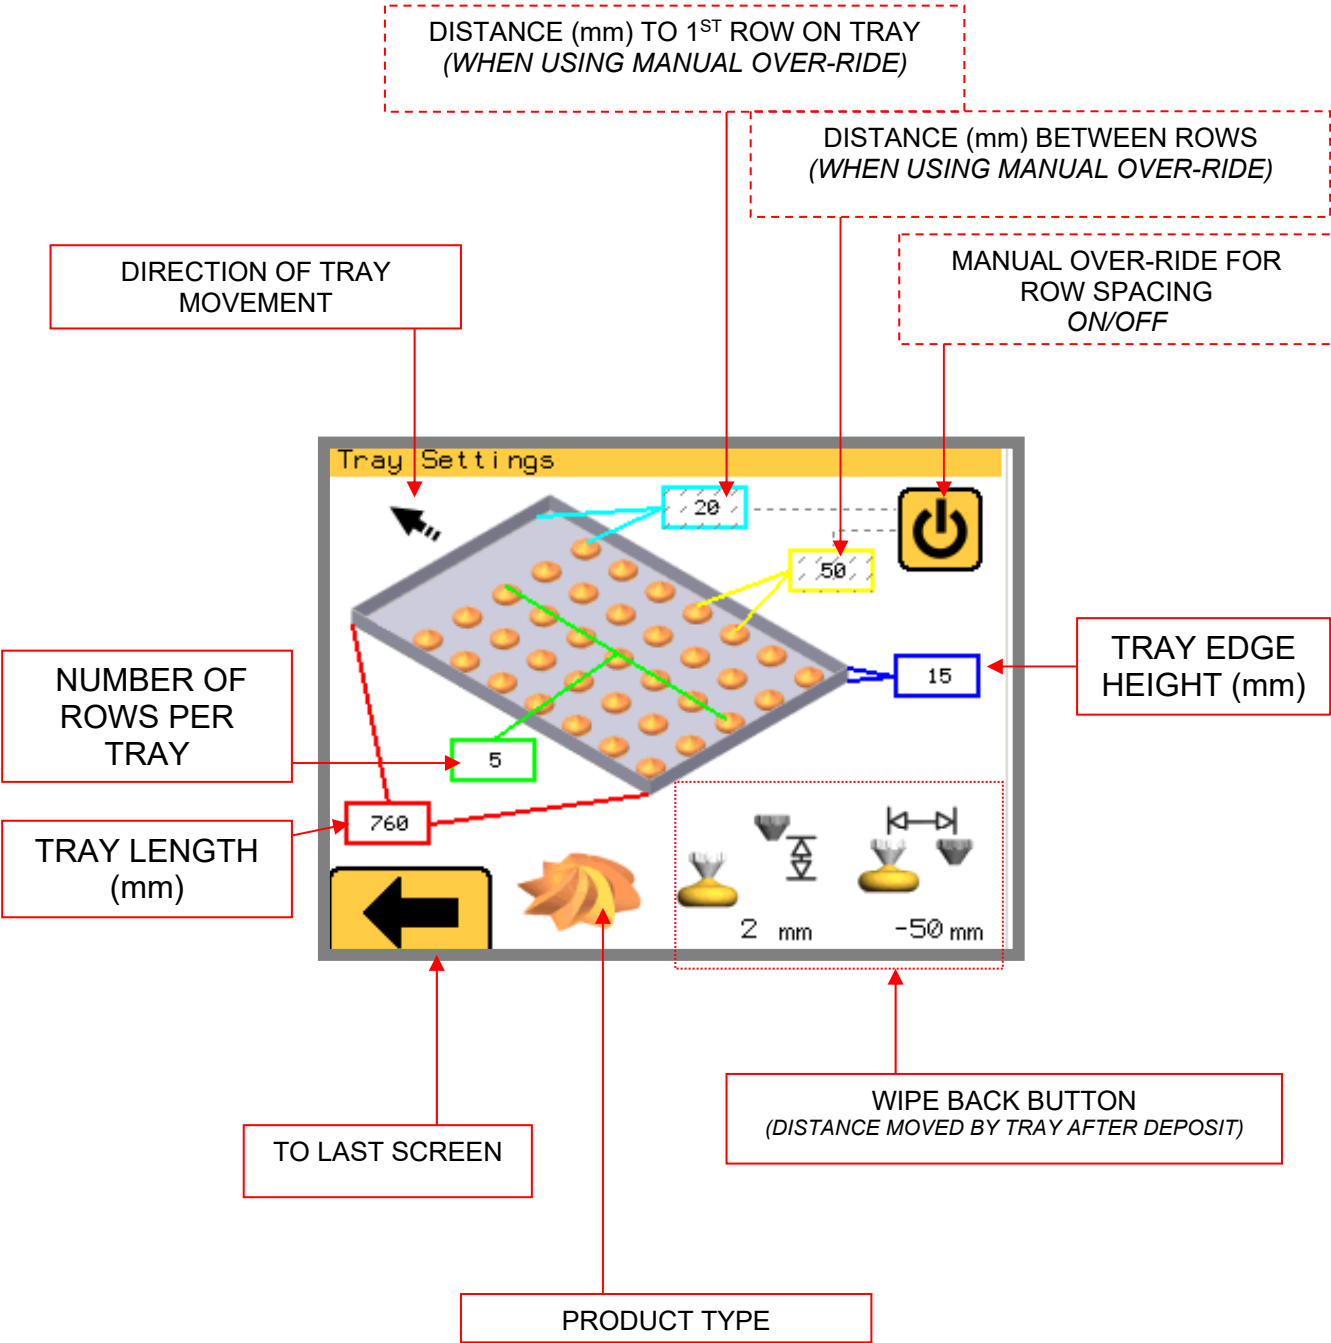 DISTANCE (mm) TO 1ST ROW ON TRAY
(WHEN USING MANUAL OVER-RIDE)
DISTANCE (mm) BETWEEN ROWS
(WHEN USING MANUAL OVER-RIDE)
MANUAL OVER-RIDE FOR
ROW SPACING
ON/OFF
DIRECTION OF TRAY
MOVEMENT
Tray Settings
20
50
15
TRAY EDGE
HEIGHT (mm)
NUMBER OF
ROWS PER
TRAY
5
760
TRAY LENGTH
(mm)
2 mm
-50 mm
WIPE BACK BUTTON
(DISTANCE MOVED BY TRAY AFTER DEPOSIT)
TO LAST SCREEN
PRODUCT TYPE